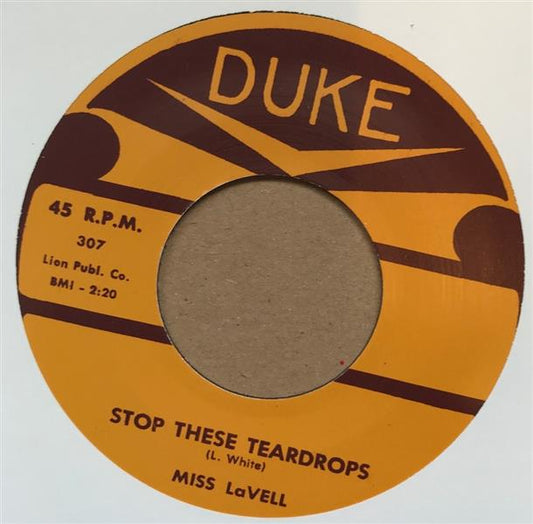 DUKE
45 R.P.M.
307
Lion Publ. Co.
BMI - 2:20
STOP THESE TEARDROPS
(L. White)
MISS LaVELL